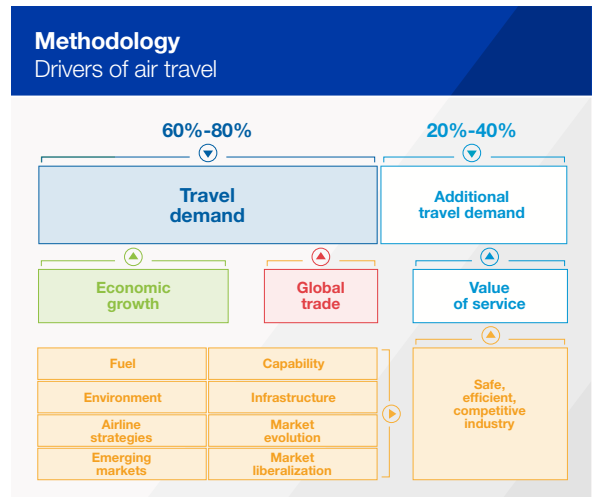 Methodology
Drivers of air travel
60%-80%
20%-40%
Travel
demand
Additional
travel demand
Economic
growth
Global
trade
Value
of service
Fuel
Capability
Environment
Infrastructure
Airline
strategies
Market
evolution
Emerging
markets
Market
liberalization
Safe,
efficient,
competitive
industry